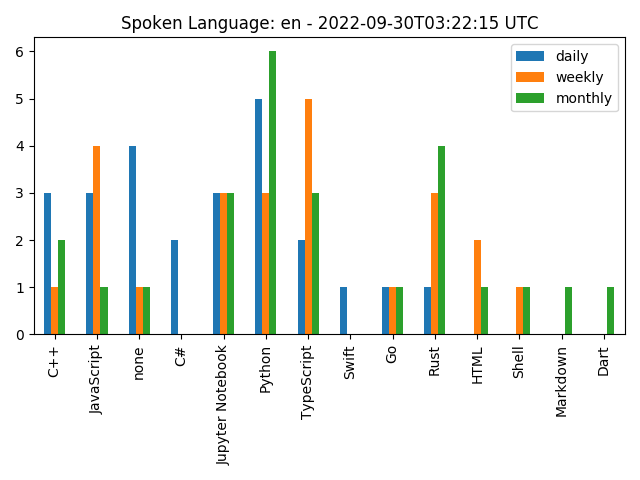 Spoken Language: en - 2022-09-30T03:22:15 UTC
daily
weekly
monthly
6
5
4
3
2
1
0
C++
JavaScript
none
C#
Jupyter Notebook
Python
TypeScript
Swift
Go
Rust
HTML
Shell
Markdown
Dart